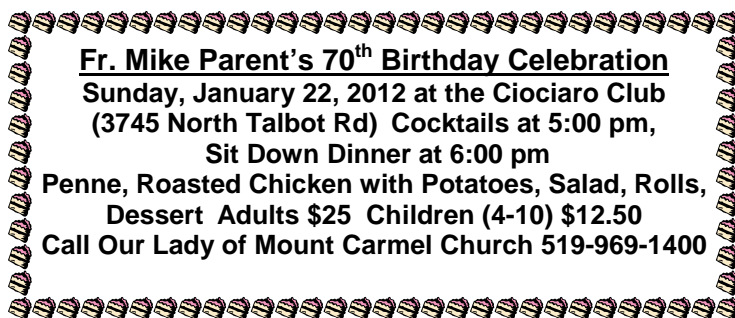 Fr. Mike Parent's 70th Birthday Celebration
Sunday, January 22, 2012 at the Ciociaro Club
(3745 North Talbot Rd)  Cocktails at 5:00 pm,
Sit Down Dinner at 6:00 pm
Penne, Roasted Chicken with Potatoes, Salad, Rolls,
Dessert  Adults $25  Children (4-10) $12.50
Call Our Lady of Mount Carmel Church 519-969-1400